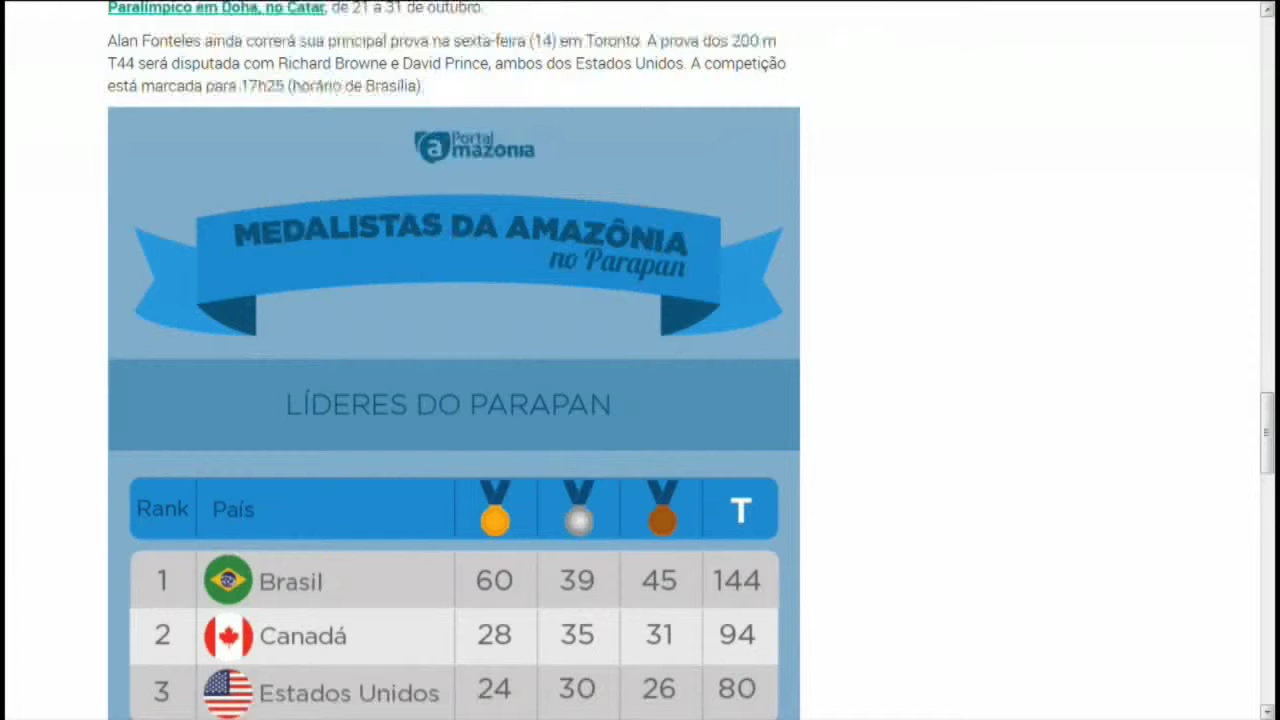 Paralímpico em Doha, no Catar, de 21 a 31 de outubro.
Alan Fonteles ainda correrá sua principal prova na sexta-feira (14) em Toronto. A prova dos 200 m
T44 será disputada com Richard Browne e David Prince, ambos dos Estados Unidos. A competição
está marcada para 17h25 (horário de Brasília).
Portal
amazonia
MEDALISTAS DA AMAZÔNIA
no Parapan
LÍDERES DO PARAPAN
Rank País T
1 Brasil 60 39 45 144
2 Canadá 28 35 31 94
3 Estados Unidos 24 30 26 80